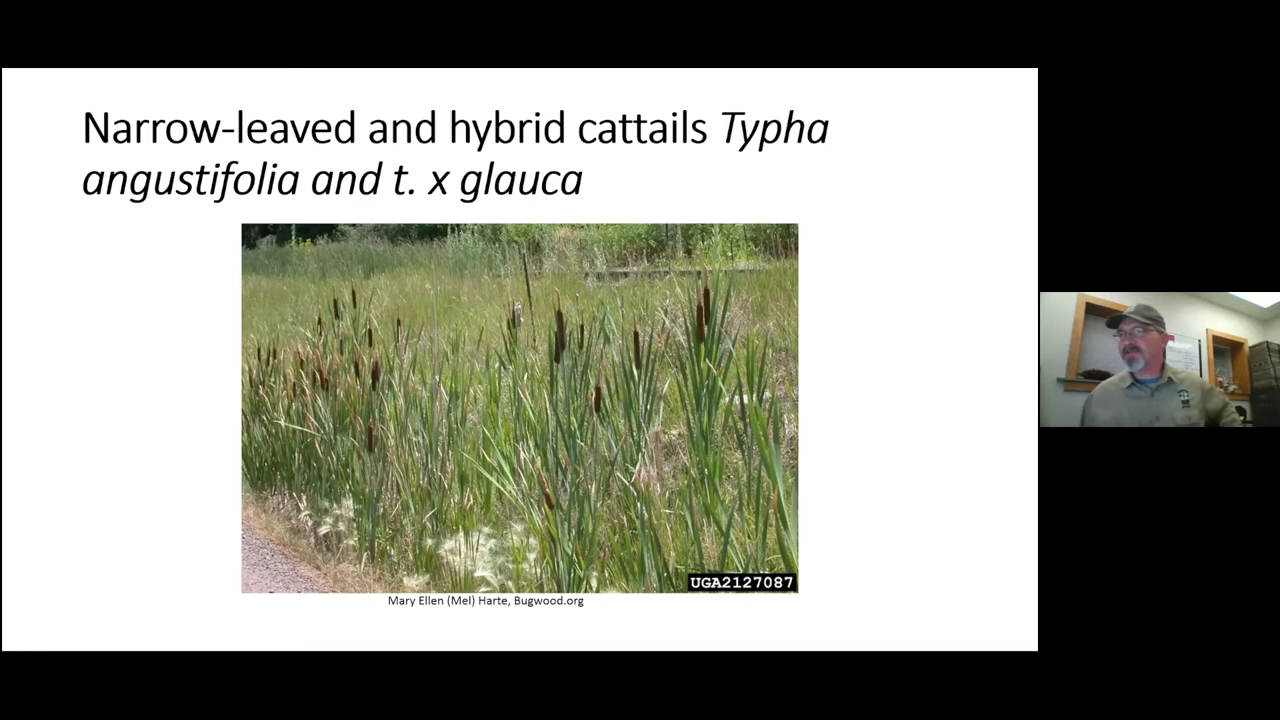 Narrow-leaved and hybrid cattails Typha
angustifolia and t. x glauca
UGA2127087
Mary Ellen (Mel) Harte, Bugwood.org